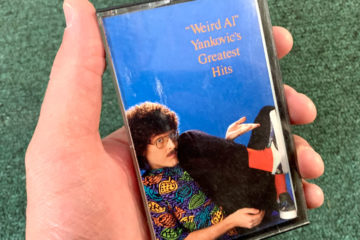 "Weird Al"
Yankovic's
Greatest
Hits